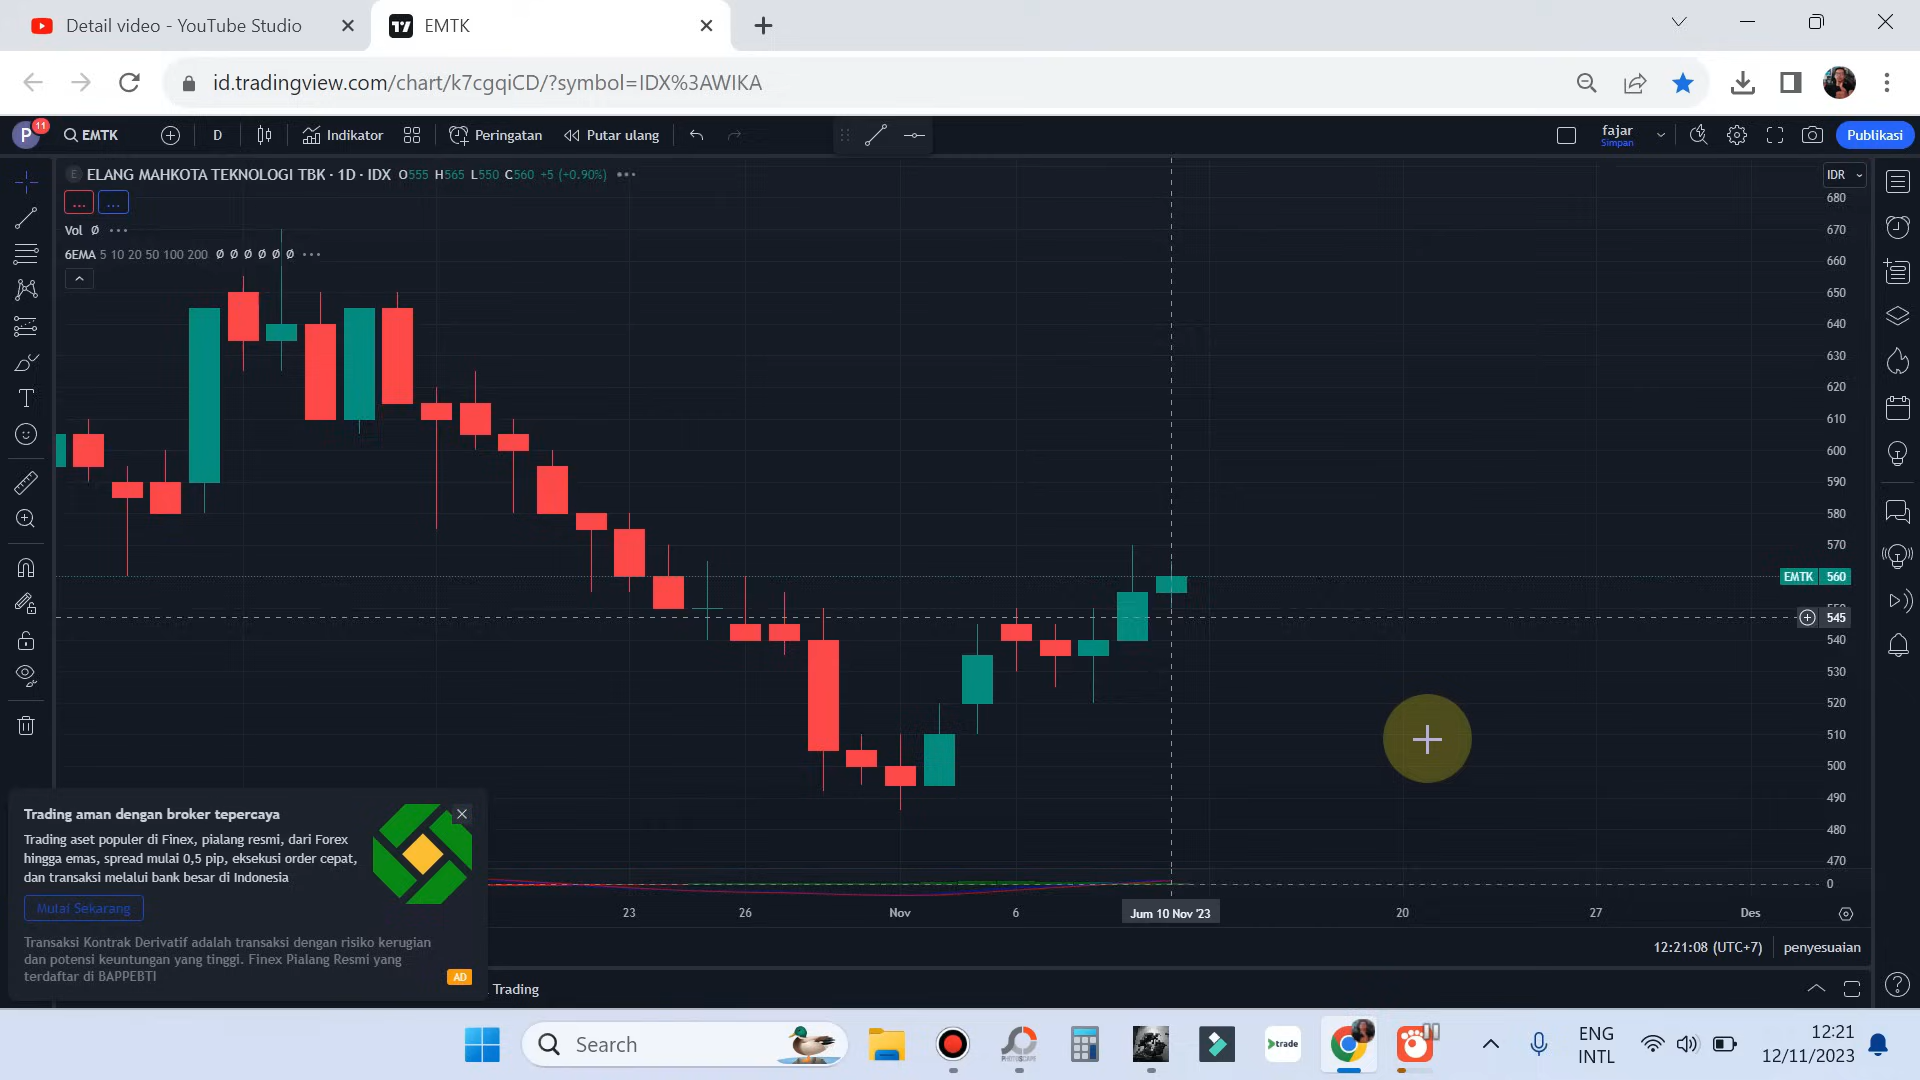 Detail video - YouTube Studio
EMTK
id.tradingview.com/chart/k7cgqiCD/?symbol=IDX%3AWIKA
P
11
EMTK
D
Indikator
Peringatan
Putar ulang
fajar
Simpan
Publikasi
E
ELANG MAHKOTA TEKNOLOGI TBK · 1D · IDX O555 H565 L550 C560 +5 (+0.90%)
IDR
Vol Ø
6EMA 5 10 20 50 100 200 Ø Ø Ø Ø Ø Ø
680
670
660
650
640
630
620
610
600
590
580
570
EMTK 560
545
540
530
520
510
500
490
480
470
0
Trading aman dengan broker tepercaya
Trading aset populer di Finex, pialang resmi, dari Forex
hingga emas, spread mulai 0,5 pip, eksekusi order cepat,
dan transaksi melalui bank besar di Indonesia
Mulai Sekarang
Transaksi Kontrak Derivatif adalah transaksi dengan risiko kerugian
dan potensi keuntungan yang tinggi. Finex Pialang Resmi yang
terdaftar di BAPPEBTI
AD
23
26
Nov
6
Jum 10 Nov '23
20
27
Des
12:21:08 (UTC+7)
penyesuaian
Trading
Search
trade
ENG
INTL
12:21
12/11/2023